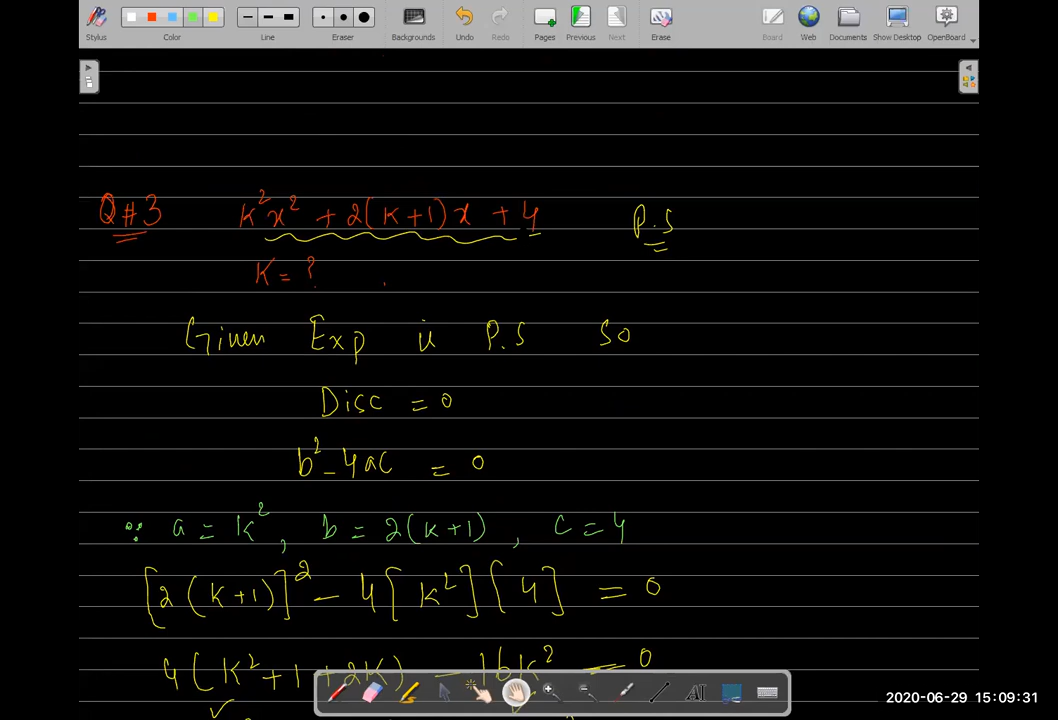 Stylus Color Line Eraser Backgrounds Undo Redo Pages Previous Next Erase Board Web Documents Show Desktop OpenBoard
Q#3 K²x² + 2(K+1)x + 4 P.S
K = ?
Given Exp is P.S So
Disc = 0
b² - 4ac = 0
∵ a = K², b = 2(K+1), C = 4
[2(K+1)]² - 4[K²][4] = 0
4(K²+1+2K) - 16K² = 0
2020-06-29 15:09:31